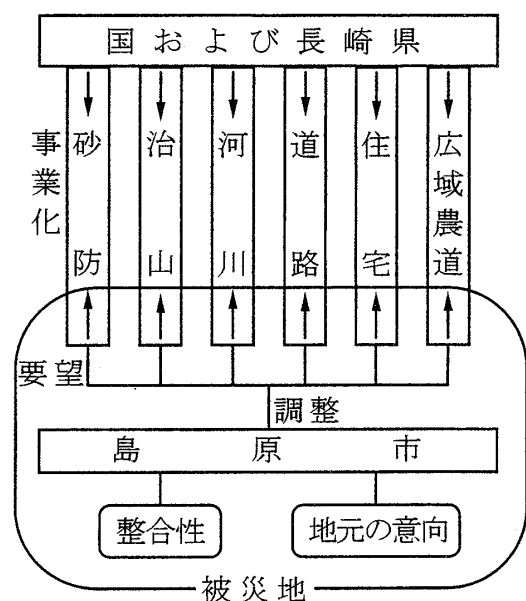 国および長崎県
事業化
砂防
治山
河川
道路
住宅
広域農道
要望
調整
島原市
整合性
地元の意向
被災地